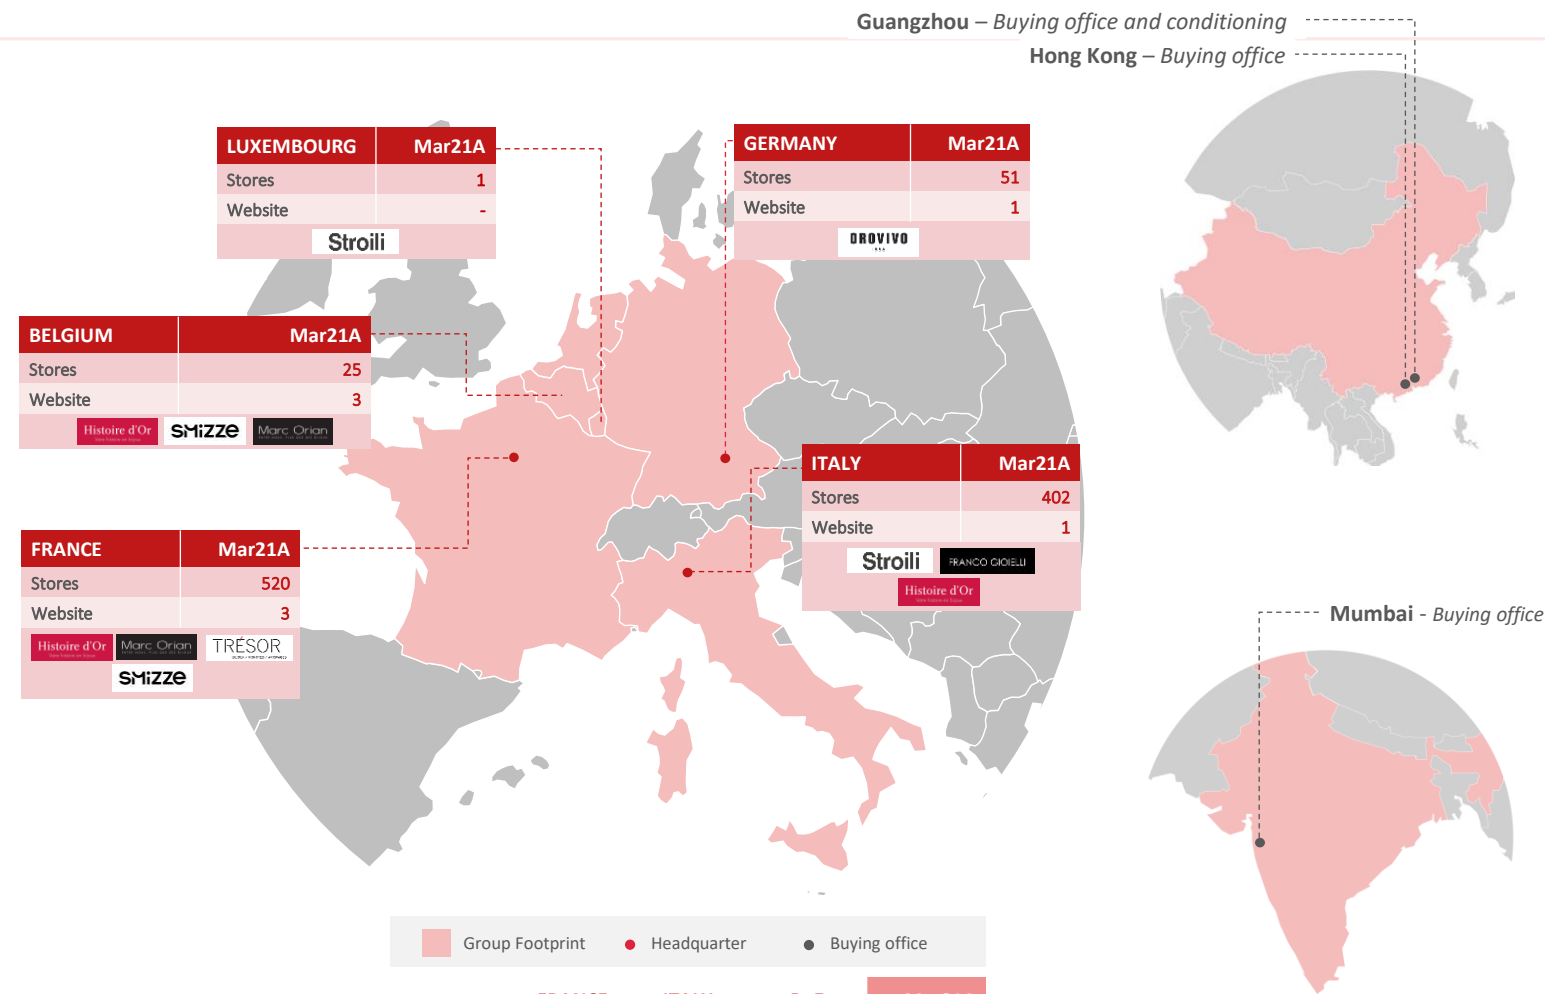 Guangzhou – Buying office and conditioning
Hong Kong – Buying office
LUXEMBOURG Mar21A
Stores 1
Website -
Stroili
GERMANY Mar21A
Stores 51
Website 1
OROVIVO
BELGIUM Mar21A
Stores 25
Website 3
Histoire d'Or SMIZZE Marc Orian
ITALY Mar21A
Stores 402
Website 1
Stroili FRANCO GIOIELLI
Histoire d'Or
FRANCE Mar21A
Stores 520
Website 3
Histoire d'Or Marc Orian TRÉSOR
SMIZZE
Mumbai - Buying office
Group Footprint Headquarter Buying office